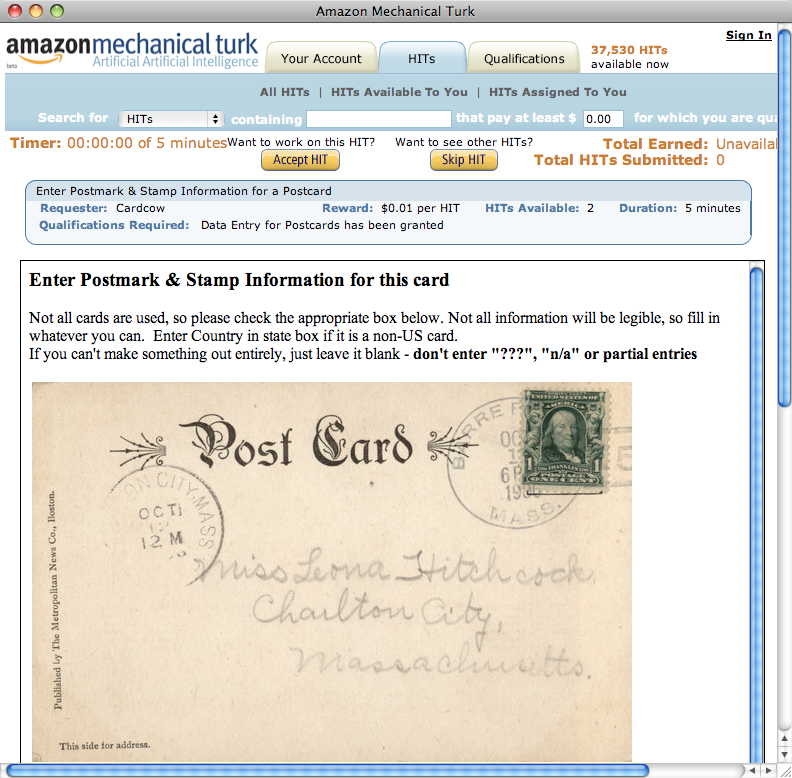 Amazon Mechanical Turk
Sign In
amazonmechanical turk
beta
Artificial Artificial Intelligence
Your Account
HITs
Qualifications
37,530 HITs
available now
All HITs | HITs Available To You | HITs Assigned To You
Search for HITs containing that pay at least $ 0.00 for which you are qua
Timer: 00:00:00 of 5 minutes
Want to work on this HIT?
Want to see other HITs?
Total Earned: Unavaila
Accept HIT
Skip HIT
Total HITs Submitted: 0
Enter Postmark & Stamp Information for a Postcard
Requester: Cardcow
Reward: $0.01 per HIT
HITs Available: 2
Duration: 5 minutes
Qualifications Required: Data Entry for Postcards has been granted
Enter Postmark & Stamp Information for this card
Not all cards are used, so please check the appropriate box below. Not all information will be legible, so fill in
whatever you can. Enter Country in state box if it is a non-US card.
If you can't make something out entirely, just leave it blank - don't enter "???", "n/a" or partial entries
Post Card
BARRE
6P
MASS.
UNITED STATES OF
AMERICA
1 1
FRANKLIN
POSTAGE
ONE CENT
ON CITY, MASS
OCT
12 M
Miss Leona Hitchcock,
Charlton City,
Massachusetts.
Published by The Metropolitan News Co., Boston.
This side for address.